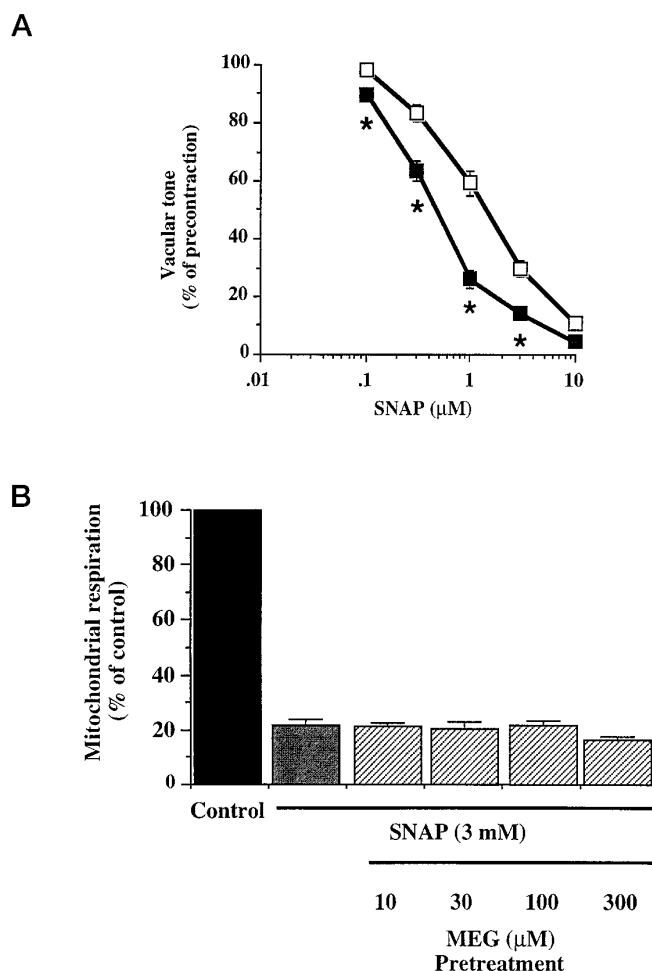 A
Vacular tone
(% of precontraction)
100
80
60
40
20
0
*
*
*
*
.01
.1
1
10
SNAP (μM)
B
Mitochondrial respiration
(% of control)
100
80
60
40
20
0
Control
SNAP (3 mM)
10 30 100 300
MEG (μM)
Pretreatment